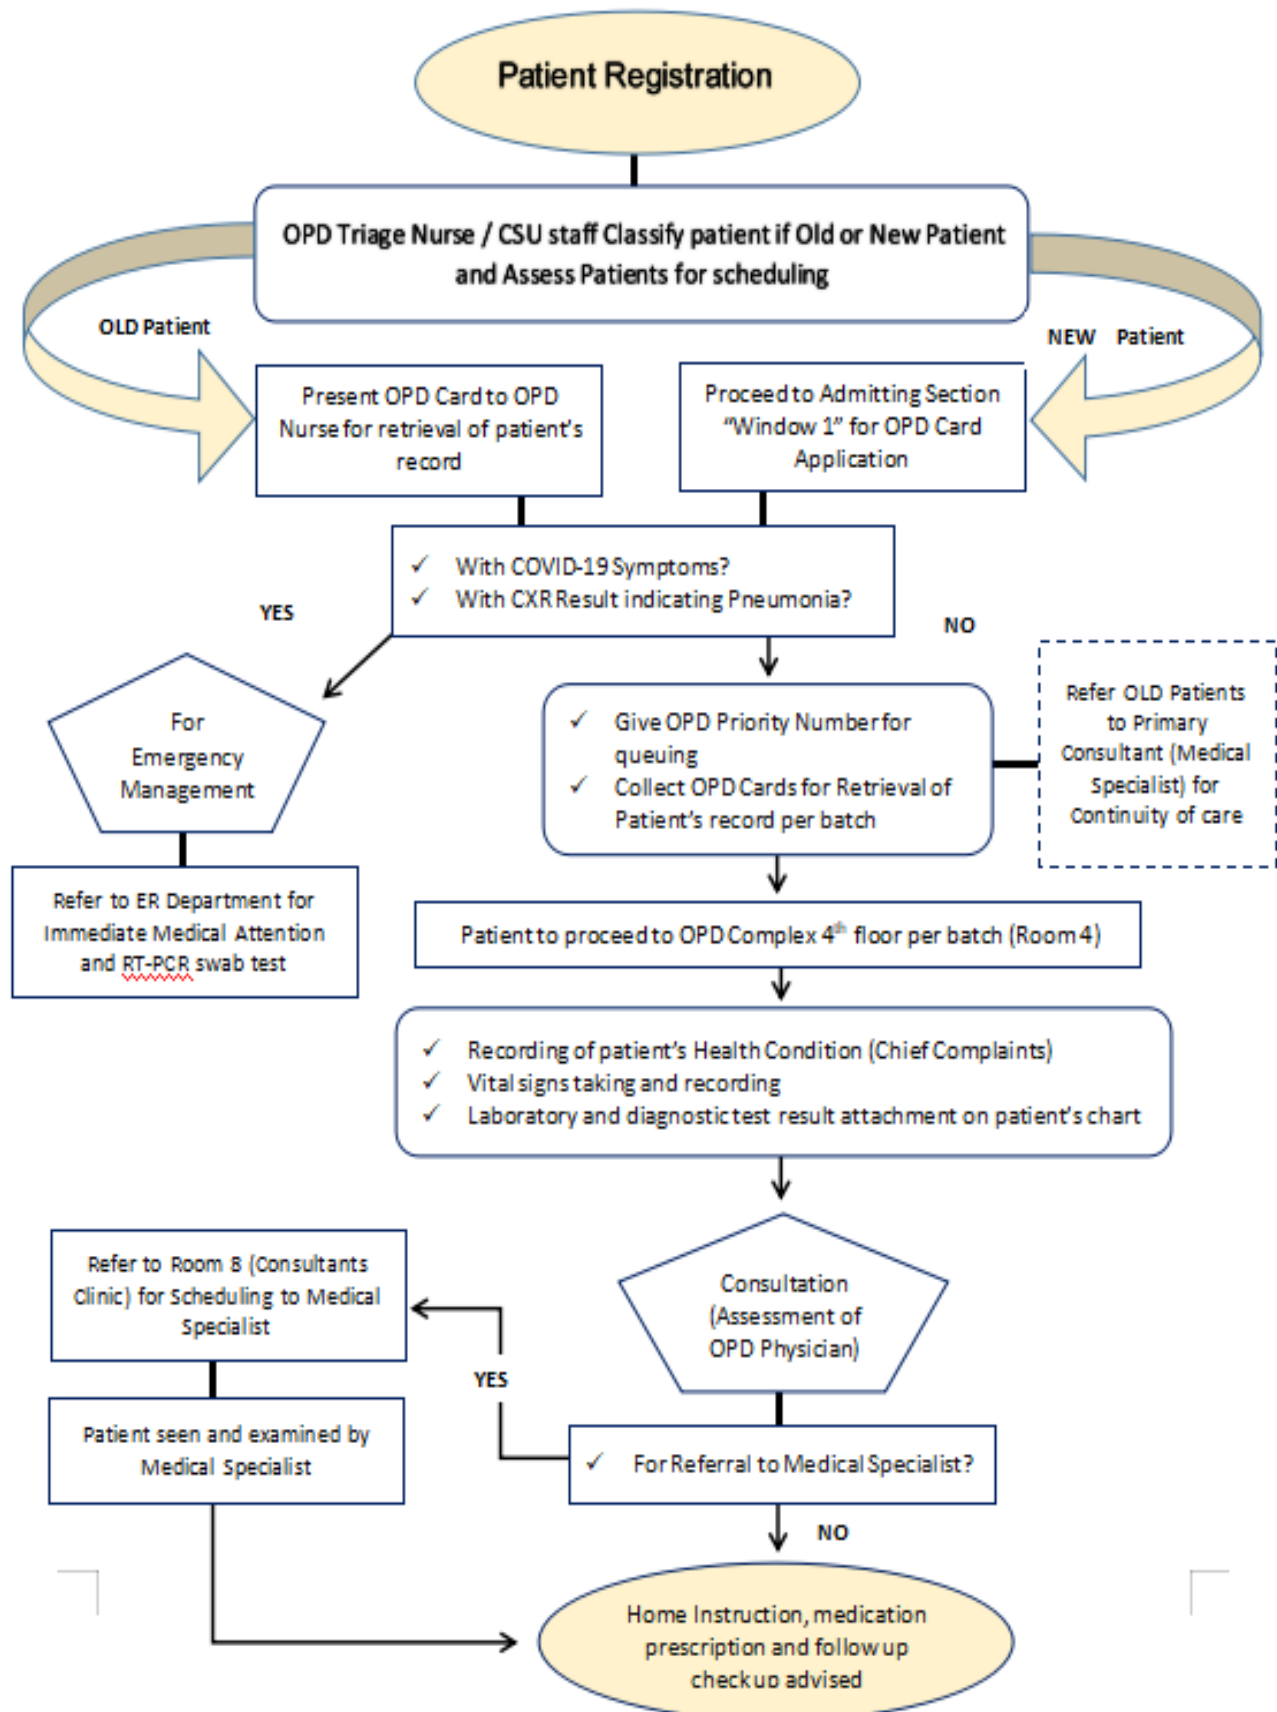 Patient Registration
OPD Triage Nurse / CSU staff Classify patient if Old or New Patient
and Assess Patients for scheduling
OLD Patient
NEW Patient
Present OPD Card to OPD
Nurse for retrieval of patient's
record
Proceed to Admitting Section
“Window 1” for OPD Card
Application
✓ With COVID-19 Symptoms?
✓ With CXR Result indicating Pneumonia?
YES
NO
For
Emergency
Management
✓ Give OPD Priority Number for
queuing
✓ Collect OPD Cards for Retrieval of
Patient's record per batch
Refer OLD Patients
to Primary
Consultant (Medical
Specialist) for
Continuity of care
Refer to ER Department for
Immediate Medical Attention
and RT-PCR swab test
Patient to proceed to OPD Complex 4th floor per batch (Room 4)
✓ Recording of patient's Health Condition (Chief Complaints)
✓ Vital signs taking and recording
✓ Laboratory and diagnostic test result attachment on patient's chart
Refer to Room 8 (Consultants
Clinic) for Scheduling to Medical
Specialist
Consultation
(Assessment of
OPD Physician)
YES
Patient seen and examined by
Medical Specialist
✓ For Referral to Medical Specialist?
NO
Home Instruction, medication
prescription and follow up
check up advised